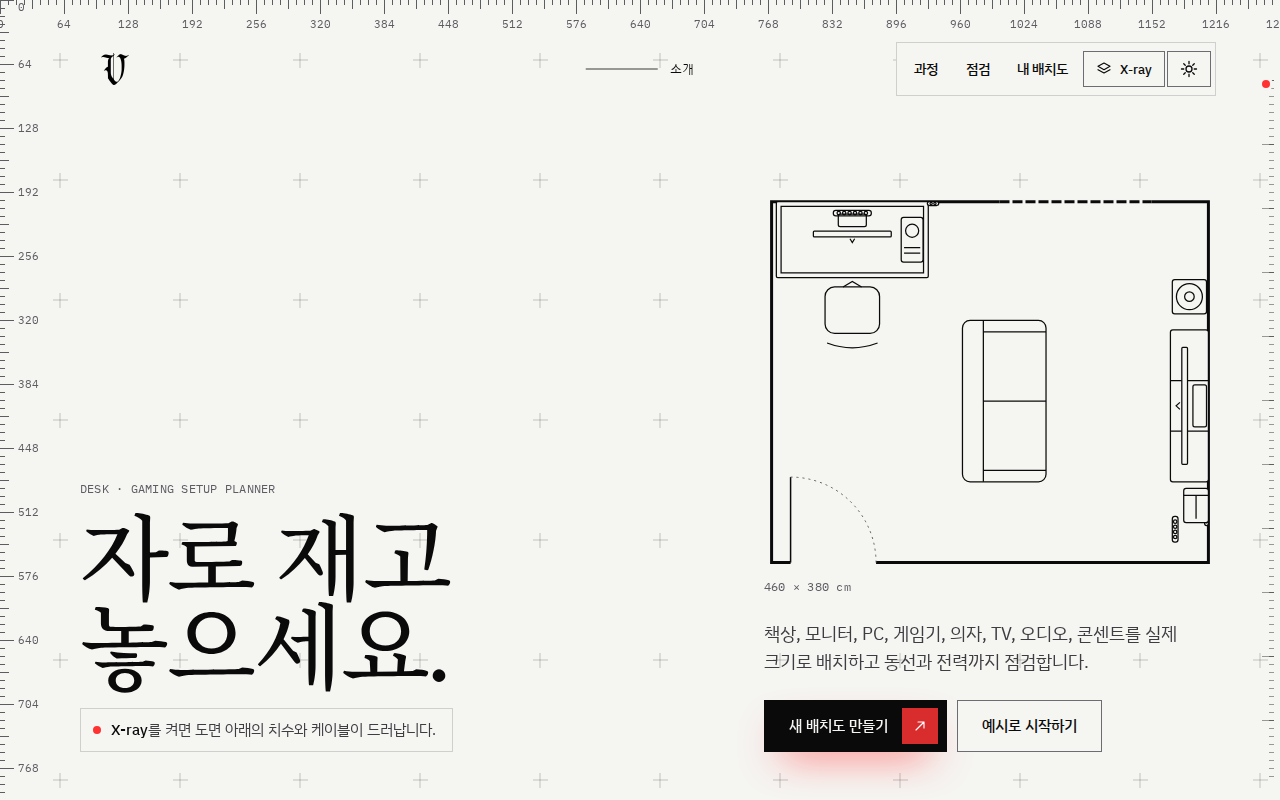 0 64 128 192 256 320 384 448 512 576 640 704 768 832 896 960 1024 1088 1152 1216 12
0
64
128
192
256
320
384
448
512
576
640
704
768
V
소개
과정 점검 내 배치도 X-ray
460 × 380 cm
DESK · GAMING SETUP PLANNER
자로 재고
놓으세요.
X-ray를 켜면 도면 아래의 치수와 케이블이 드러납니다.
책상, 모니터, PC, 게임기, 의자, TV, 오디오, 콘센트를 실제
크기로 배치하고 동선과 전력까지 점검합니다.
새 배치도 만들기
예시로 시작하기